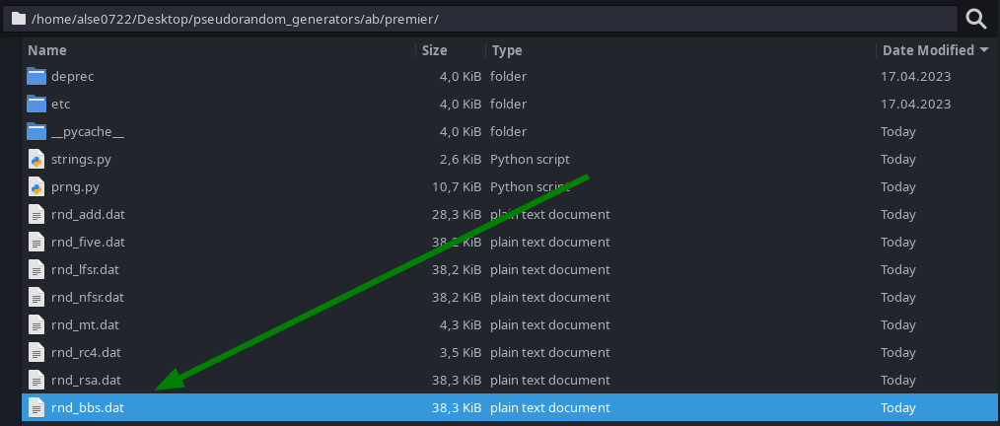 /home/alse0722/Desktop/pseudorandom_generators/ab/premier/
Name Size Type Date Modified
deprec 4,0 KiB folder 17.04.2023
etc 4,0 KiB folder 17.04.2023
__pycache__ 4,0 KiB folder Today
strings.py 2,6 KiB Python script Today
prng.py 10,7 KiB Python script Today
rnd_add.dat 28,3 KiB plain text document Today
rnd_five.dat 38,2 KiB plain text document Today
rnd_lfsr.dat 38,2 KiB plain text document Today
rnd_nfsr.dat 38,2 KiB plain text document Today
rnd_mt.dat 4,3 KiB plain text document Today
rnd_rc4.dat 3,5 KiB plain text document Today
rnd_rsa.dat 38,3 KiB plain text document Today
rnd_bbs.dat 38,3 KiB plain text document Today